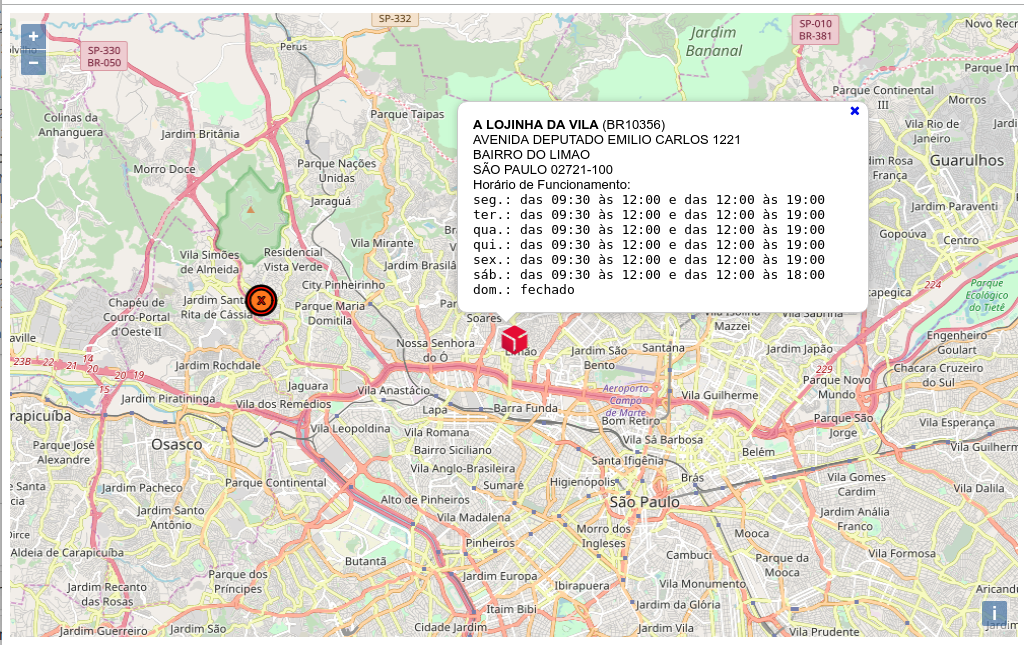 SP-332
SP-010
BR-381
Novo Recr
+
−
SP-330
BR-050
Perus
Jardim
Bananal
Parque Im
Parque Continental
III
Morros
Colinas da
Anhanguera
Jardim Britânia
Parque Taipas
Vila Rio de
Janeiro
Jardi
Morro Doce
Parque Nações
Unidas
Jaraguá
A LOJINHA DA VILA (BR10356)
AVENIDA DEPUTADO EMILIO CARLOS 1221
BAIRRO DO LIMAO
SÃO PAULO 02721-100
Horário de Funcionamento:
seg.: das 09:30 às 12:00 e das 12:00 às 19:00
ter.: das 09:30 às 12:00 e das 12:00 às 19:00
qua.: das 09:30 às 12:00 e das 12:00 às 19:00
qui.: das 09:30 às 12:00 e das 12:00 às 19:00
sex.: das 09:30 às 12:00 e das 12:00 às 19:00
sáb.: das 09:30 às 12:00 e das 12:00 às 18:00
dom.: fechado
dim Rosa
França
Guarulhos
Jardim Paraventi
Gopoúva
Centro
Vila Mirante
Vila Simões
de Almeida
Residencial
Vista Verde
Jardim Brasilâ
City Pinheirinho
apegica
Parque
Ecológico
do Tietê
Chapéu de
Couro-Portal
d'Oeste II
Jardim Sant
Rita de Cássia
X
Parque Maria
Domitila
Soares
Vila Isolina
Mazzei
Vila Sabrina
aville
Nossa Senhora
do Ó
Limão
Jardim São
Bento
Santana
Jardim Japão
Engenheiro
Goulart
224
23B
22
21
20
14
15
19
Jardim Rochdale
229
Chácara Cruzeiro
do Sul
Jaguara
Vila Anastácio
Aeroporto
Campo
de Marte
Vila Guilherme
Parque Novo
Mundo
Jardim Piratininga
Vila dos Remédios
Lapa
Barra Funda
Bom Retiro
Parque São
Jorge
Vila Esperança
rapicuíba
Vila Leopoldina
Vila Romana
Bairro Siciliano
Vila Sá Barbosa
Parque José
Alexandre
Osasco
Belém
Vila Guilherm
Santa Ifigênia
Vila Anglo-Brasileira
Sumaré
Higienópolis
Brás
Vila Gomes
Cardim
Vila Dalila
e Santa
cia
Jardim Pacheco
Parque Continental
Alto de Pinheiros
São Paulo
Jardim Anália
Franco
Jardim Santo
Antônio
Vila Madalena
Morro dos
Ingleses
Mooca
Dirce
Aldeia de Carapicuíba
Pinheiros
Cambuci
Parque da
Mooca
Vila Formosa
Butantã
Parque dos
Príncipes
Jardim Europa
Ibirapuera
Vila Monumento
Jardim Recanto
das Rosas
Aricand
Itaim Bibi
Jardim da Glória
i
Jardim Guerreiro
Jardim São
Cidade Jardim
Jardim Vila
Vila Prudente